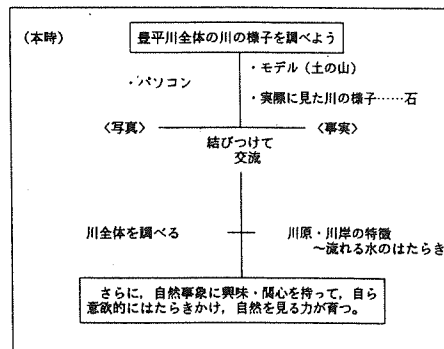 (本時)
豊平川全体の川の様子を調べよう
・パソコン
・モデル(土の山)
・実際に見た川の様子……石
〈写真〉
〈事実〉
結びつけて
交流
川全体を調べる
川原・川岸の特徴
~流れる水のはたらき
さらに,自然事象に興味・関心を持って,自ら
意欲的にはたらきかけ,自然を見る力が育つ。